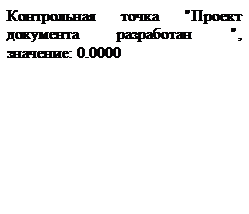 Контрольная точка "Проект
документа разработан ",
значение: 0.0000